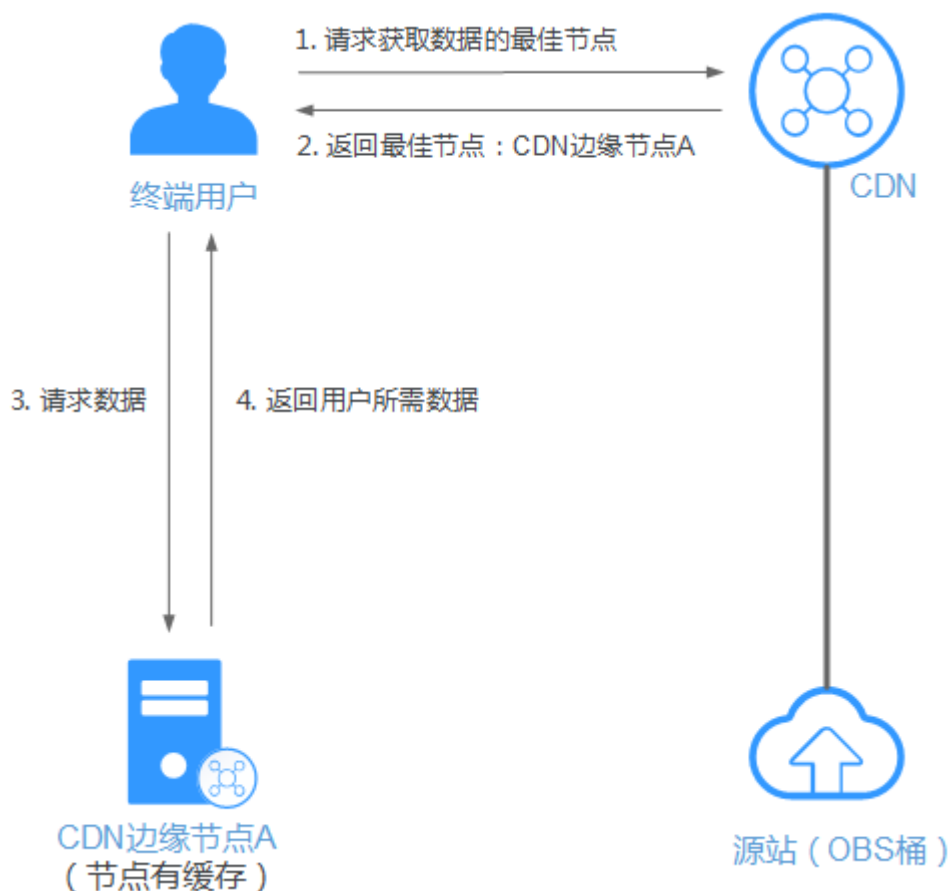 1. 请求获取数据的最佳节点
2. 返回最佳节点：CDN边缘节点A
终端用户
CDN
3. 请求数据
4. 返回用户所需数据
CDN边缘节点A
（节点有缓存）
源站（OBS桶）